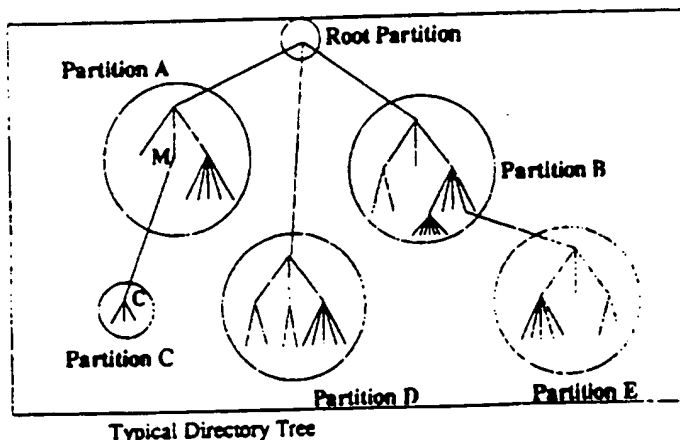 Root Partition
Partition A
M
Partition B
C
Partition C
Partition D
Partition E
Typical Directory Tree